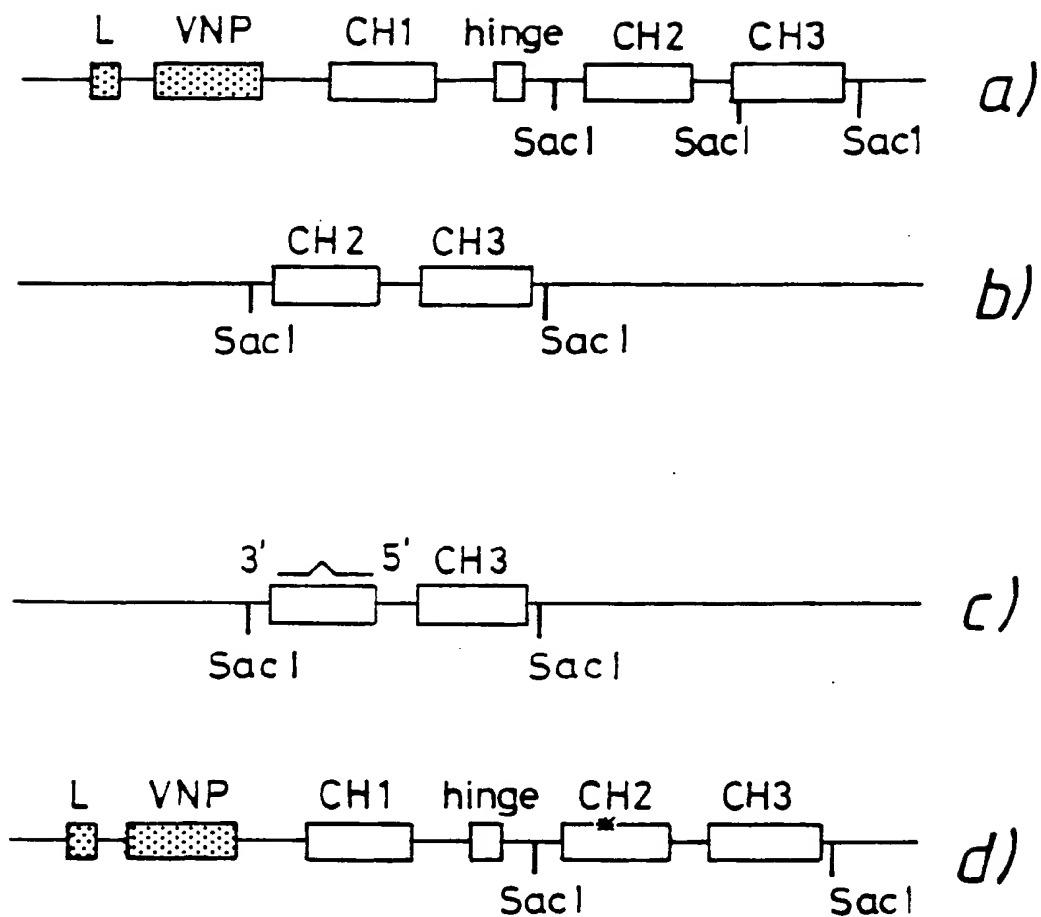 L VNP CH1 hinge CH2 CH3
a)
SacI SacI Sac1
CH2 CH3
b)
SacI SacI
3' 5' CH3
c)
SacI SacI
L VNP CH1 hinge CH2 CH3
*
d)
SacI SacI